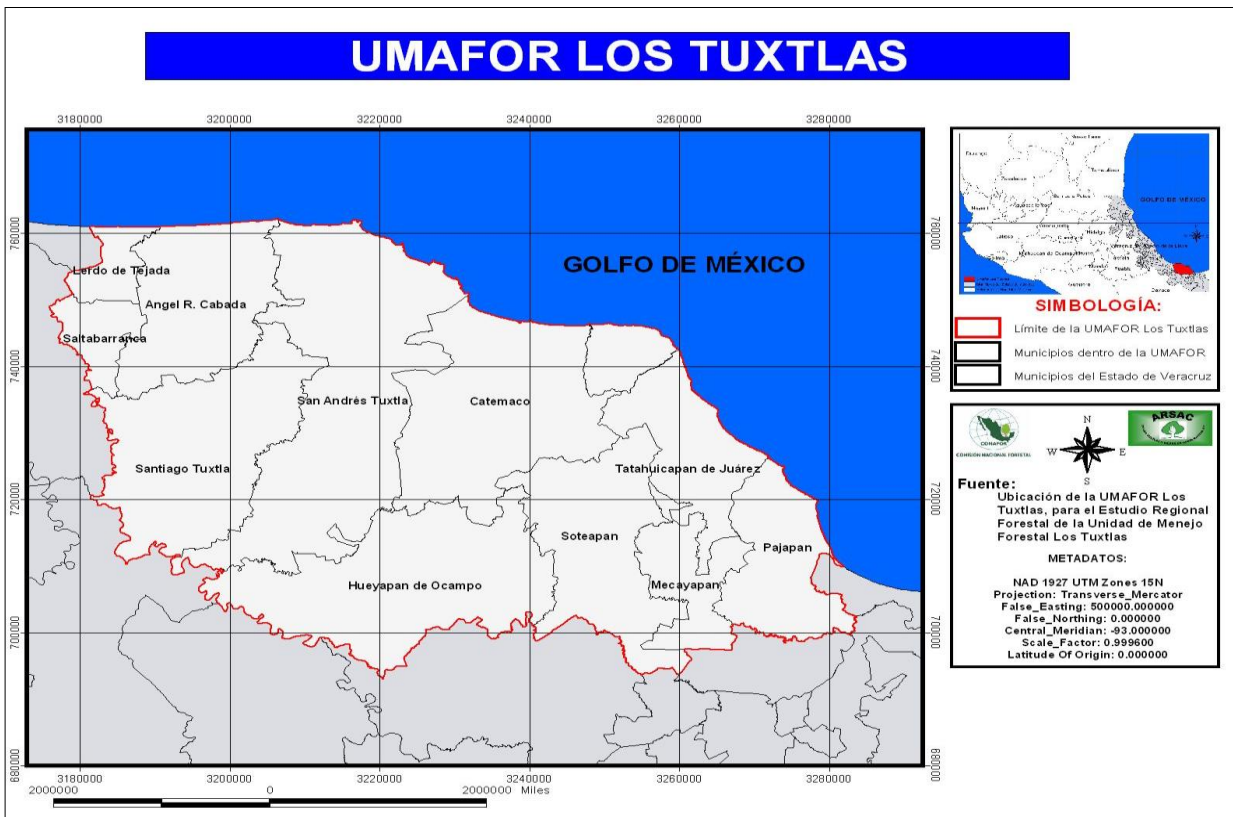 UMAFOR LOS TUXTLAS
3180000 3200000 3220000 3240000 3260000 3280000
760000 760000
740000 740000
720000 720000
700000 700000
680000 680000
GOLFO DE MÉXICO
Lerdo de Tejada
Angel R. Cabada
Saltabarranca
San Andrés Tuxtla
Catemaco
Santiago Tuxtla
Tatahuicapan de Juárez
Soteapan
Pajapan
Hueyapan de Ocampo
Mecayapan
3180000 3200000 3220000 3240000 3260000 3280000
2000000 0 2000000 Miles
GOLFO DE MÉXICO
SIMBOLOGÍA:
Límite de la UMAFOR Los Tuxtlas
Municipios dentro de la UMAFOR
Municipios del Estado de Veracruz
CONAFOR
COMISIÓN NACIONAL FORESTAL
ARSAC
N
W E
S
Fuente:
Ubicación de la UMAFOR Los
Tuxtlas, para el Estudio Regional
Forestal de la Unidad de Menejo
Forestal Los Tuxtlas
METADATOS:
NAD 1927 UTM Zones 15N
Projection: Transverse_Mercator
False_Easting: 500000.000000
False_Northing: 0.000000
Central_Meridian: -93.000000
Scale_Factor: 0.999600
Latitude Of Origin: 0.000000